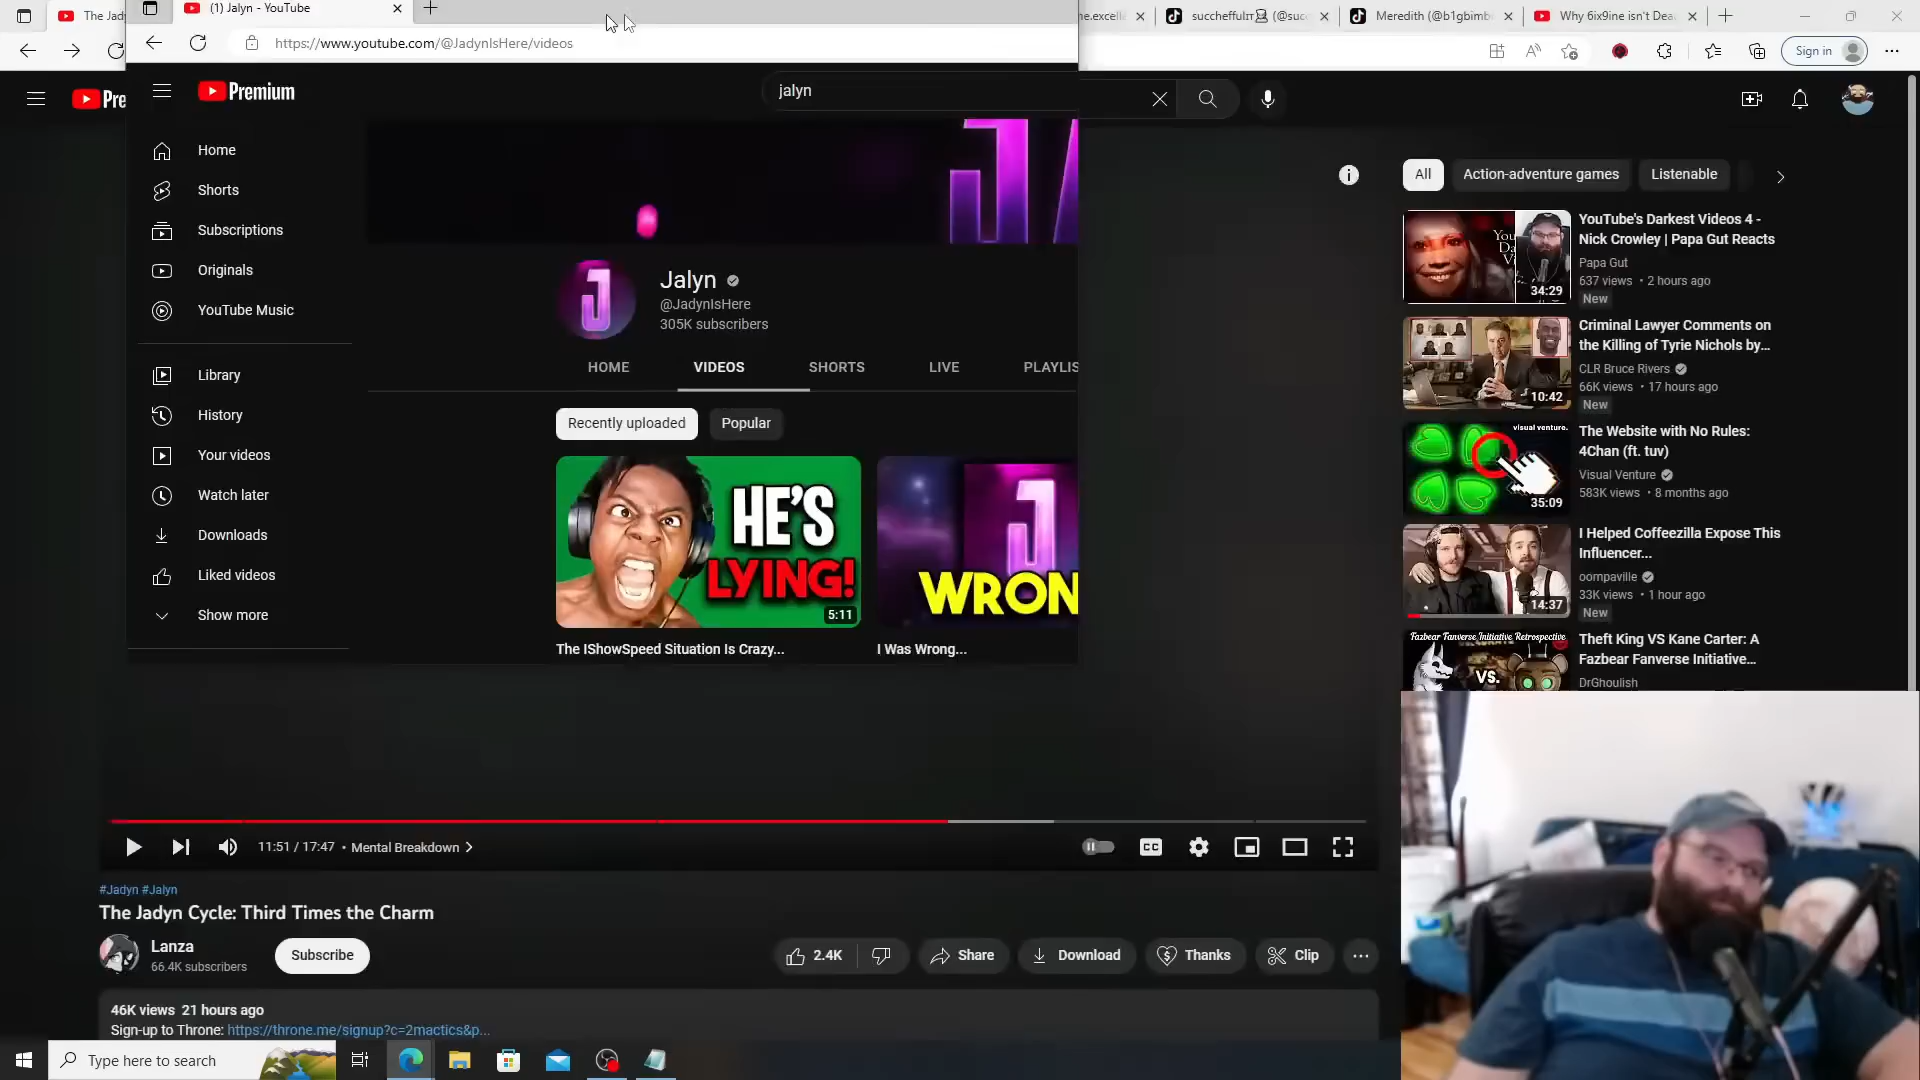 The Jady
(1) Jalyn - YouTube
https://www.youtube.com/@JadynIsHere/videos
ne.excelle
succhefful (@suc
Meredith (@b1gbimb
Why 6ix9ine isn't Dea
Sign in
Pre
Premium
jalyn
Home
Shorts
Subscriptions
Originals
YouTube Music
Library
History
Your videos
Watch later
Downloads
Liked videos
Show more
Jalyn
@JadynIsHere
305K subscribers
HOME
VIDEOS
SHORTS
LIVE
PLAYLIS
Recently uploaded
Popular
HE'S
LYING!
5:11
The IShowSpeed Situation Is Crazy...
J
WRON
I Was Wrong...
All
Action-adventure games
Listenable
34:29
YouTube's Darkest Videos 4 -
Nick Crowley | Papa Gut Reacts
Papa Gut
637 views • 2 hours ago
New
10:42
Criminal Lawyer Comments on
the Killing of Tyrie Nichols by...
CLR Bruce Rivers
66K views • 17 hours ago
New
visual venture.
35:09
The Website with No Rules:
4Chan (ft. tuv)
Visual Venture
583K views • 8 months ago
14:37
I Helped Coffeezilla Expose This
Influencer...
oompaville
33K views • 1 hour ago
New
Fazbear Fanverse Initiative Retrospective
VS.
Theft King VS Kane Carter: A
Fazbear Fanverse Initiative...
DrGhoulish
11:51 / 17:47 • Mental Breakdown
CC
#Jadyn #Jalyn
The Jadyn Cycle: Third Times the Charm
Lanza
66.4K subscribers
Subscribe
2.4K
Share
Download
Thanks
Clip
46K views 21 hours ago
Sign-up to Throne: https://throne.me/signup?c=2mactics&p...
Type here to search